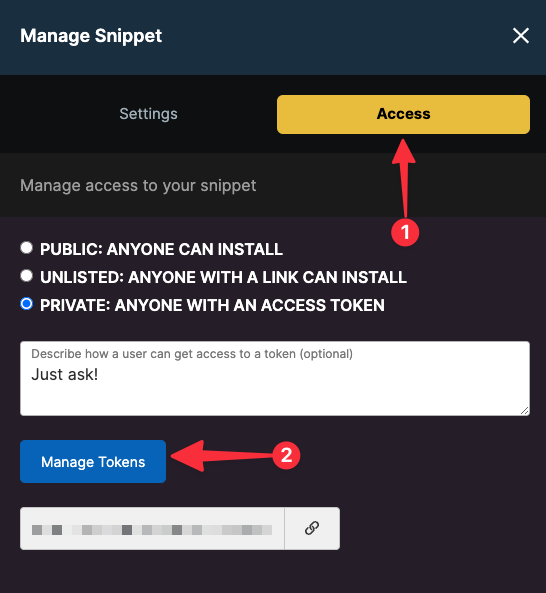 Manage Snippet
Settings
Access
Manage access to your snippet
1
PUBLIC: ANYONE CAN INSTALL
UNLISTED: ANYONE WITH A LINK CAN INSTALL
PRIVATE: ANYONE WITH AN ACCESS TOKEN
Describe how a user can get access to a token (optional)
Just ask!
Manage Tokens
2